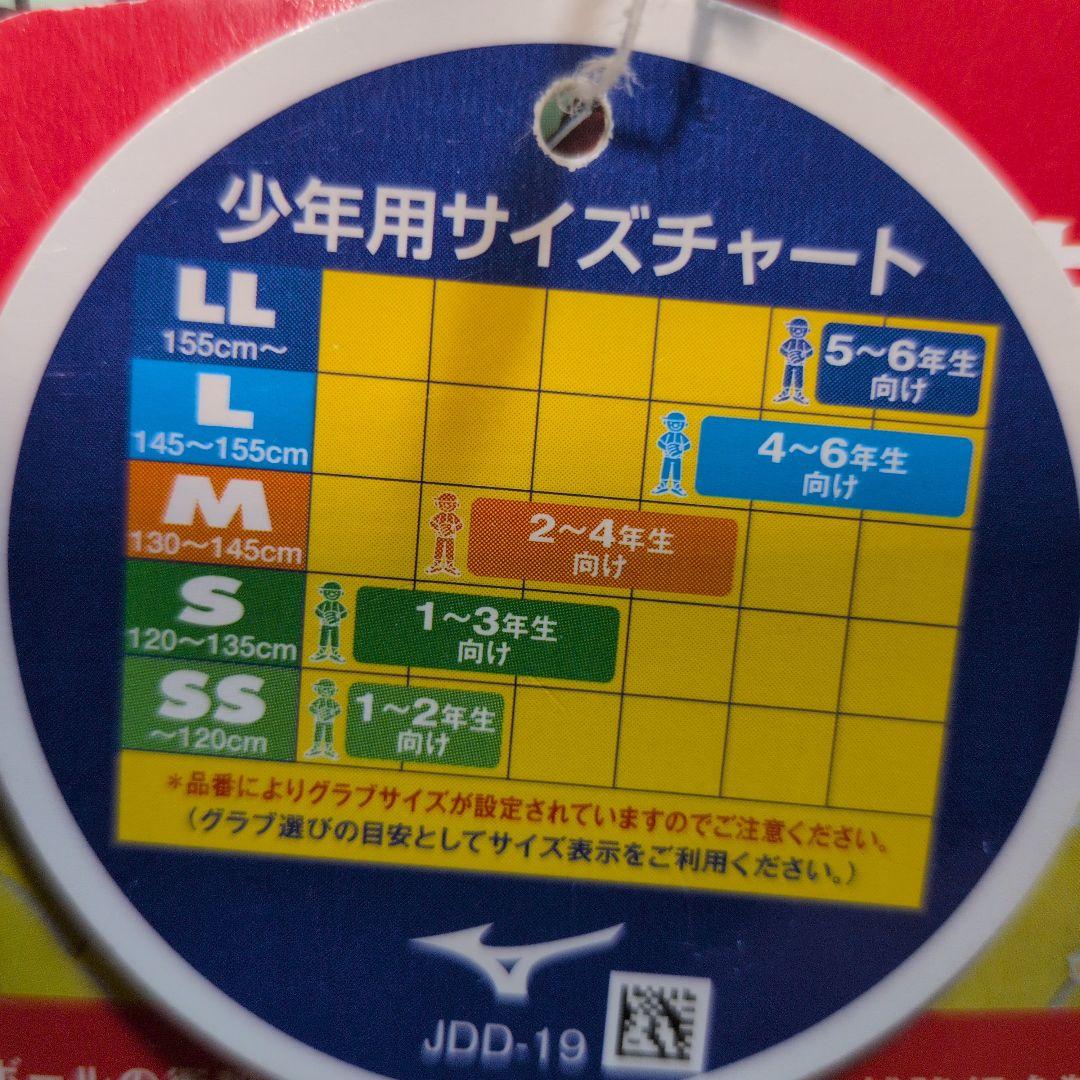 少年用サイズチャート
LL
155cm〜
5〜6年生
向け
L
145〜155cm
4〜6年生
向け
M
130〜145cm
2〜4年生
向け
S
120〜135cm
1〜3年生
向け
SS
〜120cm
1〜2年生
向け
*品番によりグラブサイズが設定されていますのでご注意ください。
(グラブ選びの目安としてサイズ表示をご利用ください。)
JDD-19